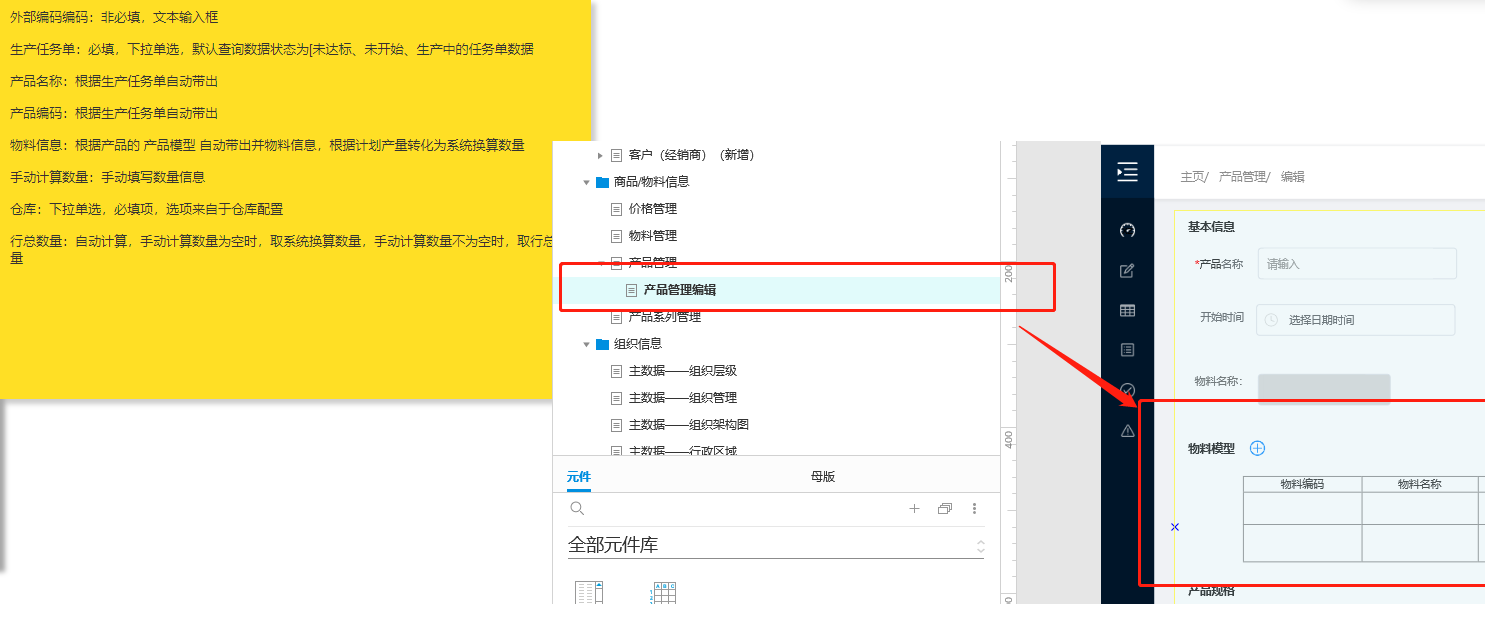 外部编码编码：非必填，文本输入框
生产任务单：必填，下拉单选，默认查询数据状态为[未达标、未开始、生产中的任务单数据
产品名称：根据生产任务单自动带出
产品编码：根据生产任务单自动带出
物料信息：根据产品的 产品模型 自动带出并物料信息，根据计划产量转化为系统换算数量
手动计算数量：手动填写数量信息
仓库：下拉单选，必填项，选项来自于仓库配置
行总数量：自动计算，手动计算数量为空时，取系统换算数量，手动计算数量不为空时，取行总
量
客户（经销商）（新增）
商品/物料信息
价格管理
物料管理
产品管理
产品管理编辑
产品系列管理
组织信息
主数据——组织层级
主数据——组织管理
主数据——组织架构图
主数据——行政区域
元件
母版
全部元件库
200
400
主页/ 产品管理/ 编辑
基本信息
*产品名称 请输入
开始时间 选择日期时间
物料名称：
物料模型
物料编码 物料名称
产品规格